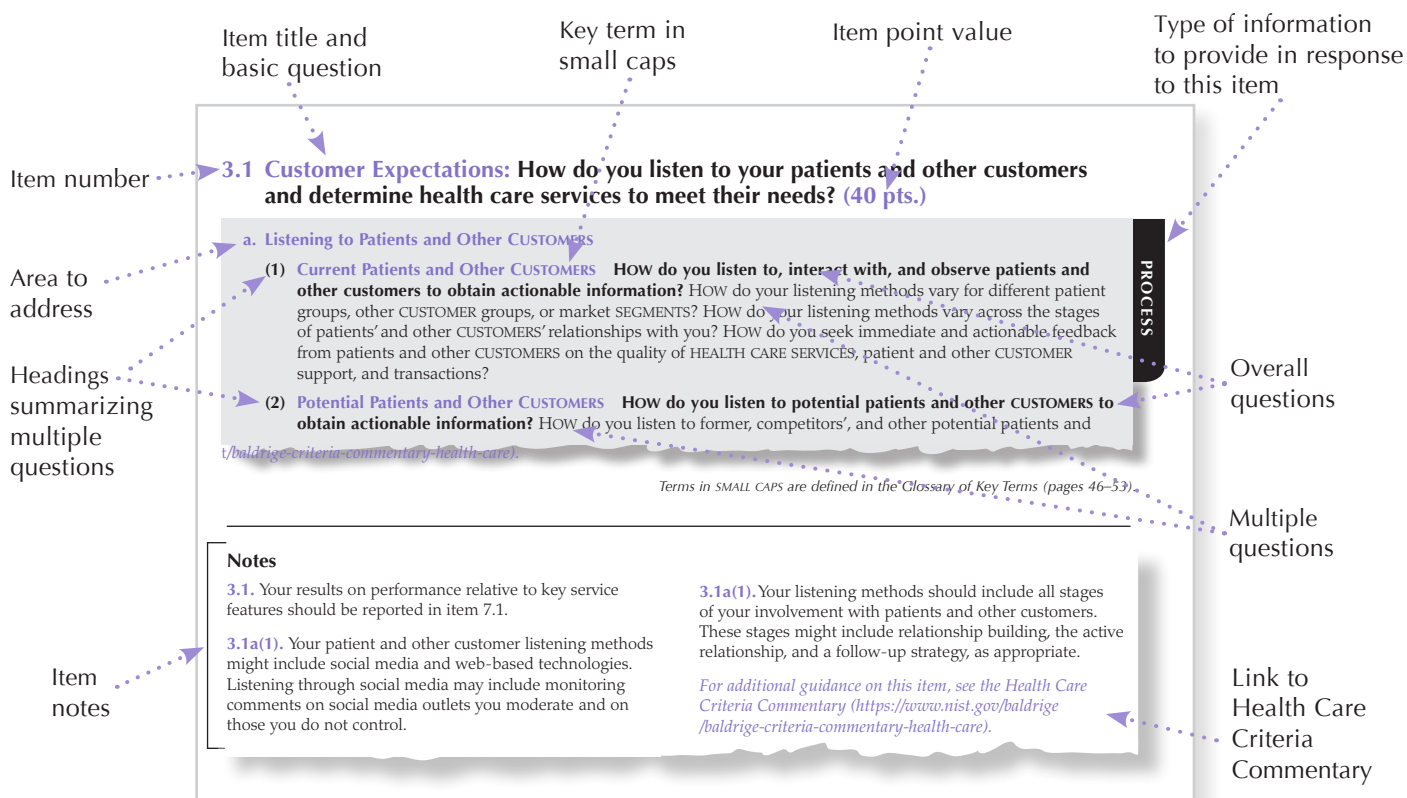 Item title and
basic question
Key term in
small caps
Item point value
Type of information
to provide in response
to this item
Item number
3.1 Customer Expectations: How do you listen to your patients and other customers
and determine health care services to meet their needs? (40 pts.)
Area to
address
a. Listening to Patients and Other CUSTOMERS
(1) Current Patients and Other CUSTOMERS HOW do you listen to, interact with, and observe patients and
other customers to obtain actionable information? HOW do your listening methods vary for different patient
groups, other CUSTOMER groups, or market SEGMENTS? HOW do your listening methods vary across the stages
of patients' and other CUSTOMERS' relationships with you? HOW do you seek immediate and actionable feedback
from patients and other CUSTOMERS on the quality of HEALTH CARE SERVICES, patient and other CUSTOMER
support, and transactions?
PROCESS
Headings
summarizing
multiple
questions
(2) Potential Patients and Other CUSTOMERS HOW do you listen to potential patients and other CUSTOMERS to
obtain actionable information? HOW do you listen to former, competitors', and other potential patients and
t/baldrige-criteria-commentary-health-care).
Overall
questions
Terms in SMALL CAPS are defined in the Glossary of Key Terms (pages 46–53).
Multiple
questions
Item
notes
Notes
3.1. Your results on performance relative to key service
features should be reported in item 7.1.
3.1a(1). Your patient and other customer listening methods
might include social media and web-based technologies.
Listening through social media may include monitoring
comments on social media outlets you moderate and on
those you do not control.
3.1a(1). Your listening methods should include all stages
of your involvement with patients and other customers.
These stages might include relationship building, the active
relationship, and a follow-up strategy, as appropriate.
For additional guidance on this item, see the Health Care
Criteria Commentary (https://www.nist.gov/baldrige
/baldrige-criteria-commentary-health-care).
Link to
Health Care
Criteria
Commentary